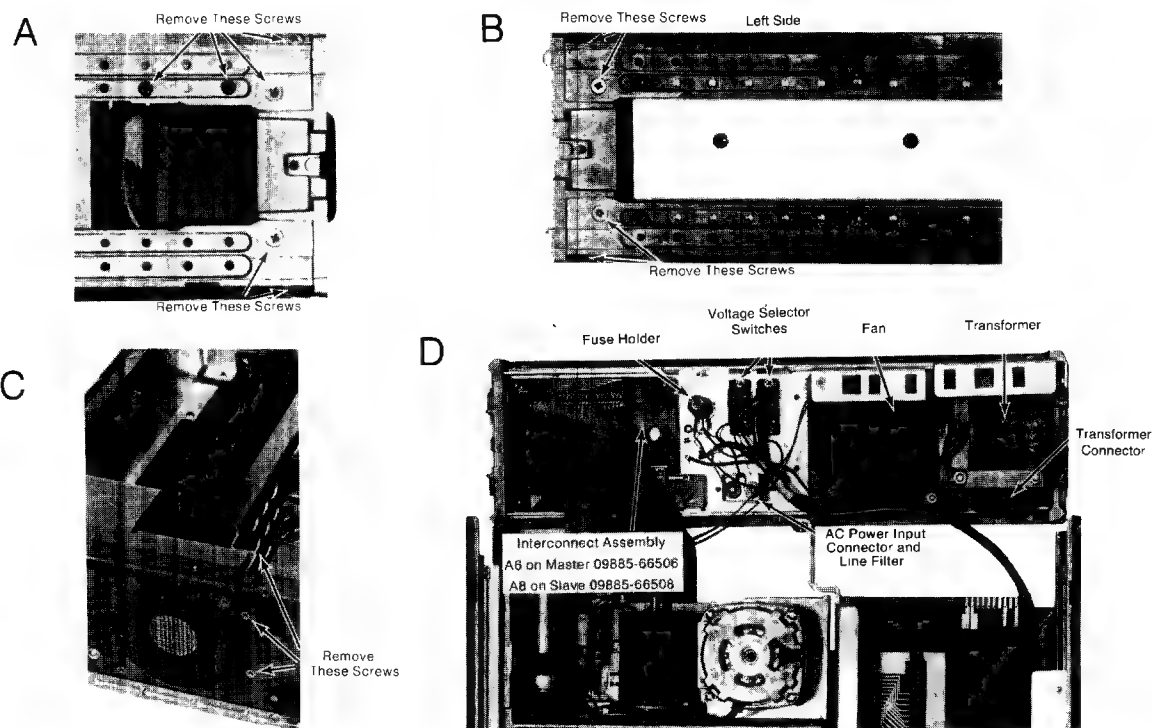 A
Remove These Screws
Remove These Screws
B
Remove These Screws
Left Side
Remove These Screws
C
Remove
These Screws
D
Fuse Holder
Voltage Selector
Switches
Fan
Transformer
Transformer
Connector
Interconnect Assembly
A6 on Master 09885-66506
A8 on Slave 09885-66508
AC Power Input
Connector and
Line Filter